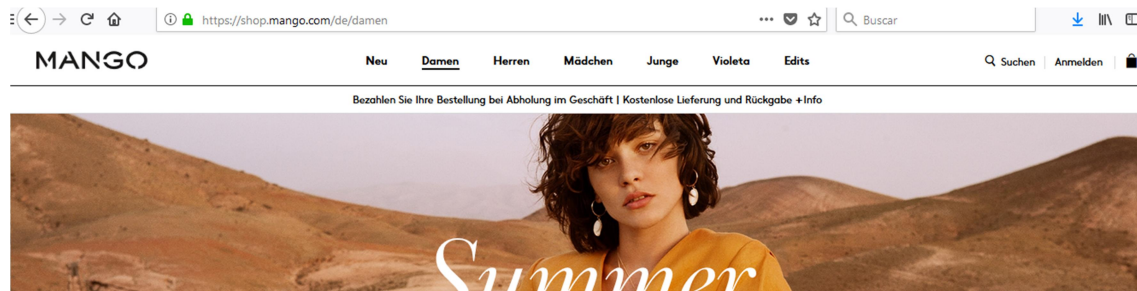 https://shop.mango.com/de/damen
Buscar
MANGO
Neu Damen Herren Mädchen Junge Violeta Edits
Suchen Anmelden
Bezahlen Sie Ihre Bestellung bei Abholung im Geschäft | Kostenlose Lieferung und Rückgabe +Info
Summer